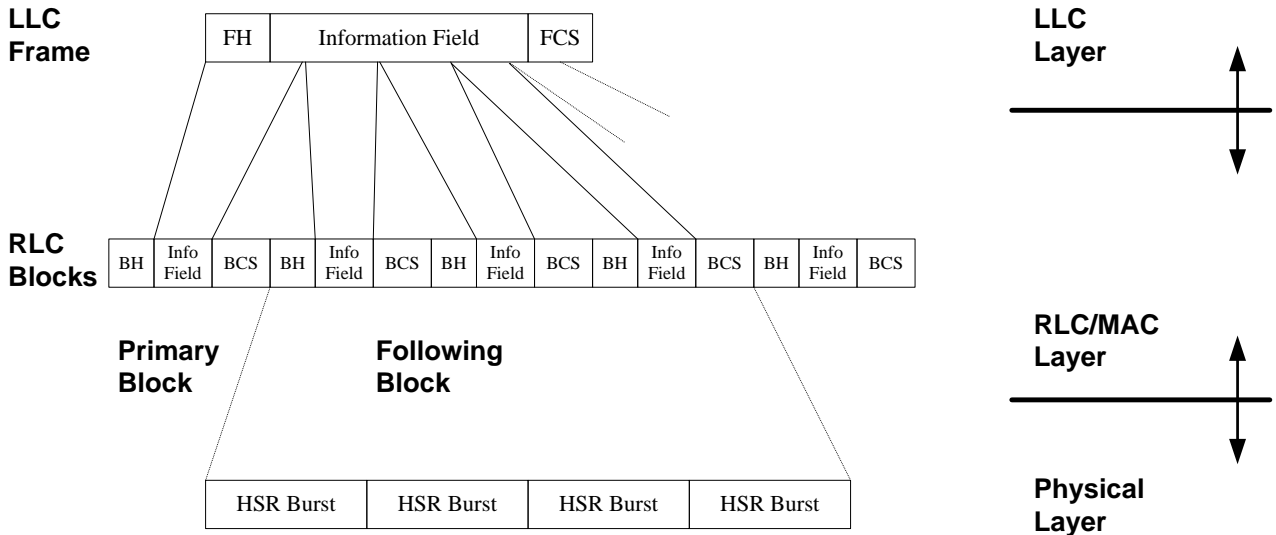 LLC
Frame
FH Information Field FCS
LLC
Layer
RLC
Blocks
BH Info Field BCS BH Info Field BCS BH Info Field BCS BH Info Field BCS BH Info Field BCS
Primary
Block
Following
Block
RLC/MAC
Layer
HSR Burst HSR Burst HSR Burst HSR Burst
Physical
Layer